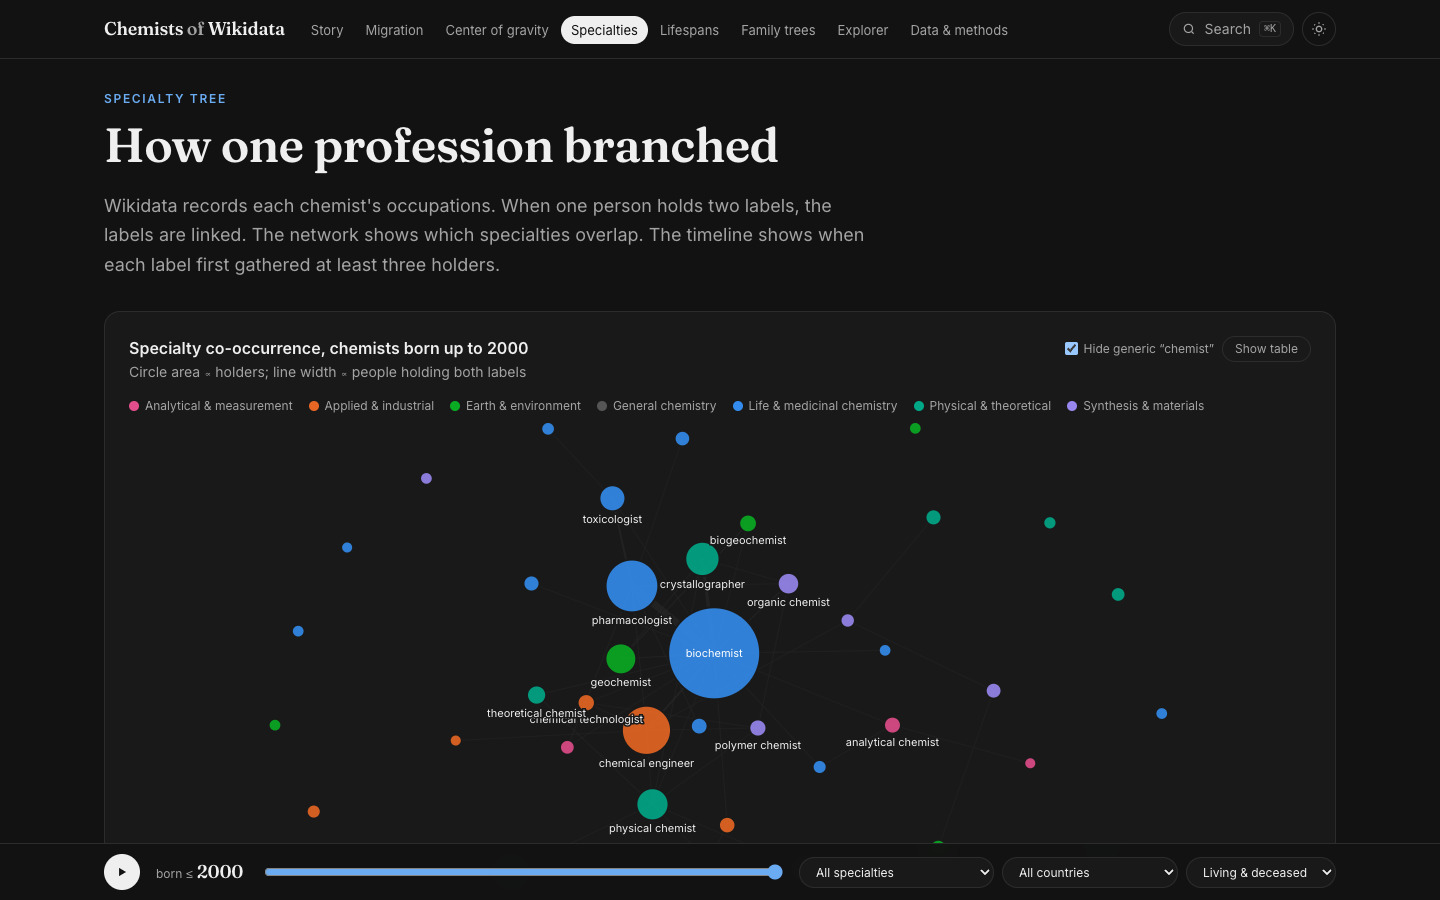 Chemists of Wikidata
Story
Migration
Center of gravity
Specialties
Lifespans
Family trees
Explorer
Data & methods
Search ⌘K
SPECIALTY TREE
How one profession branched
Wikidata records each chemist's occupations. When one person holds two labels, the
labels are linked. The network shows which specialties overlap. The timeline shows when
each label first gathered at least three holders.
Specialty co-occurrence, chemists born up to 2000
Hide generic “chemist”
Show table
Circle area ∝ holders; line width ∝ people holding both labels
Analytical & measurement
Applied & industrial
Earth & environment
General chemistry
Life & medicinal chemistry
Physical & theoretical
Synthesis & materials
toxicologist
biogeochemist
crystallographer
organic chemist
pharmacologist
biochemist
geochemist
theoretical chemist
chemical technologist
polymer chemist
analytical chemist
chemical engineer
physical chemist
born ≤ 2000
All specialties
All countries
Living & deceased